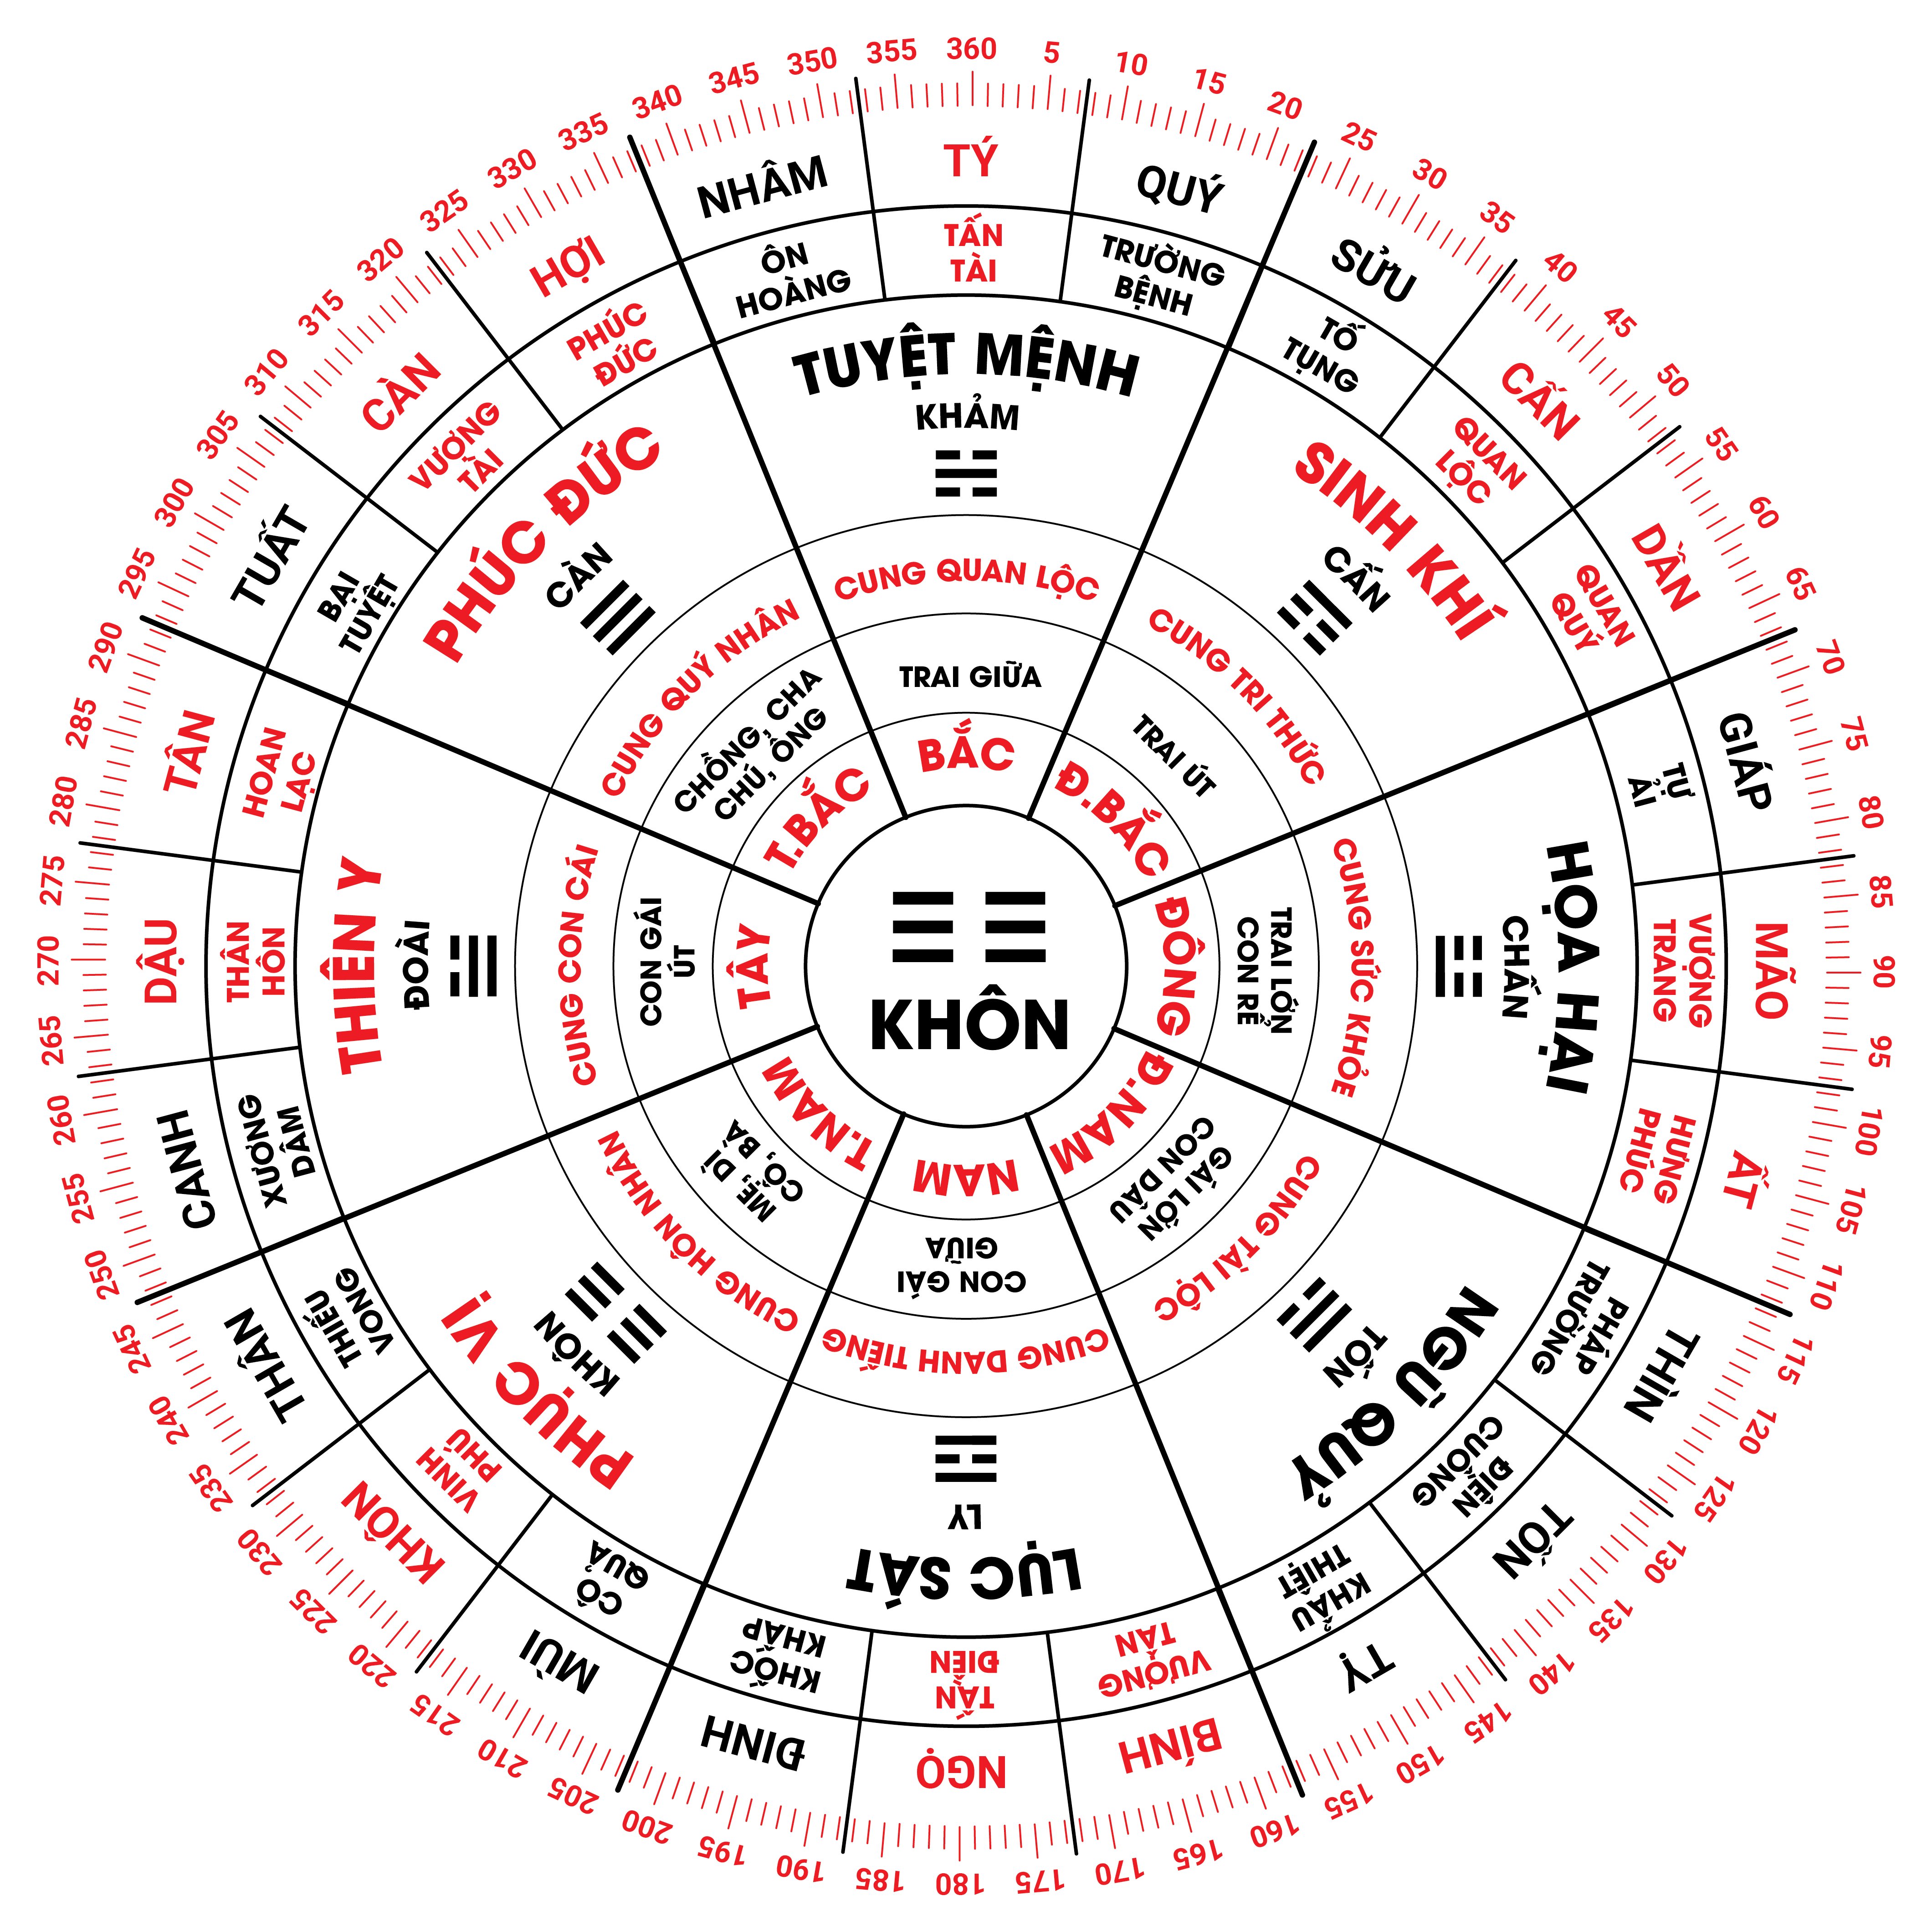 360
5
10
15
20
25
30
35
40
45
50
55
60
65
70
75
80
85
90
95
100
105
110
115
120
125
130
135
140
145
150
155
160
165
170
175
180
185
190
195
200
205
210
215
220
225
230
235
240
245
250
255
260
265
270
275
280
285
290
295
300
305
310
315
320
325
330
335
340
345
350
355
TÝ
QUÝ
SỬU
CẤN
DẦN
GIÁP
MÃO
ẤT
THÌN
TỐN
TỴ
BÍNH
NGỌ
ĐINH
MÙI
KHÔN
THÂN
CANH
DẬU
TÂN
TUẤT
CÀN
HỢI
NHÂM
TẤN
TÀI
TRƯỜNG
BỆNH
TỐ
TỤNG
QUAN
LỘC
QUAN
QUÝ
TỰ
ẢI
VƯỢNG
TRANG
HƯNG
PHÚC
PHÁP
TRƯỜNG
ĐIÊN
CUỒNG
KHẨU
THIỆT
VƯỢNG
TÂN
TẤN
ĐIỀN
KHỐC
KHẤP
CÔ
QUẢ
VINH
PHÚ
THIẾU
VONG
XƯƠNG
DÂM
THÂN
HÔN
HOAN
LẠC
BẠI
TUYỆT
VƯỢNG
TÀI
PHÚC
ĐỨC
ÔN
HOÀNG
TUYỆT MỆNH
KHẢM
SINH KHÍ
CẤN
HỌA HẠI
CHẤN
NGŨ QUỶ
TỐN
LỤC SÁT
LY
PHỤC VỊ
KHÔN
THIÊN Y
ĐOÀI
PHÚC ĐỨC
CÀN
CUNG QUAN LỘC
CUNG TRI THỨC
CUNG SỨC KHỎE
CUNG TÀI LỘC
CUNG DANH TIẾNG
CUNG HÔN NHÂN
CUNG CON CÁI
CUNG QUÝ NHÂN
TRAI GIỮA
TRAI ÚT
TRAI LỚN
CON RỂ
GÁI LỚN
CON DÂU
CON GÁI
GIỮA
MẸ, DÌ
CÔ, BÀ
CON GÁI
ÚT
CHỒNG, CHA
CHÚ, ÔNG
BẮC
Đ.BẮC
ĐÔNG
Đ.NAM
NAM
T.NAM
TÂY
T.BẮC
KHÔN